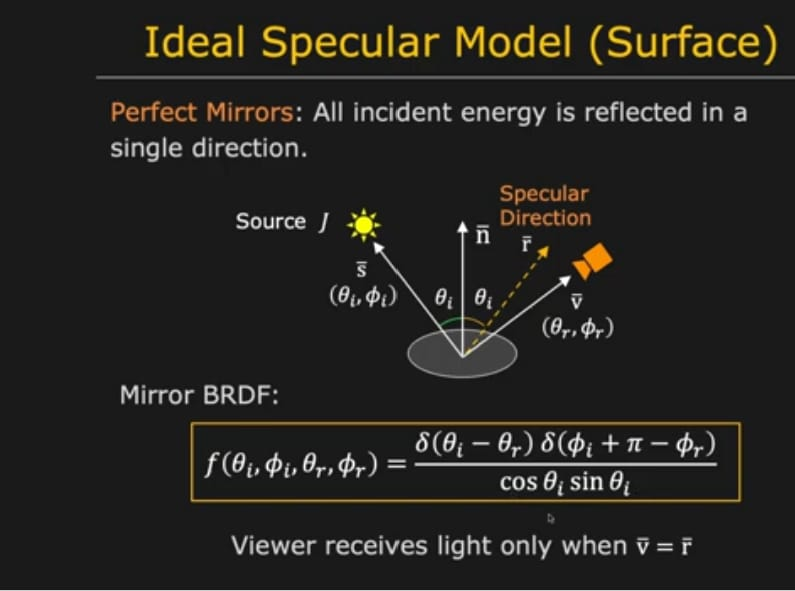 Ideal Specular Model (Surface)
Perfect Mirrors: All incident energy is reflected in a
single direction.
Specular
Direction
Source J
n̄
r̄
s̄
(θᵢ, ϕᵢ)
θᵢ θᵢ
v̄
(θᵣ, ϕᵣ)
Mirror BRDF:
f(θᵢ, ϕᵢ, θᵣ, ϕᵣ) = δ(θᵢ − θᵣ) δ(ϕᵢ + π − ϕᵣ) / cos θᵢ sin θᵢ
Viewer receives light only when v̄ = r̄